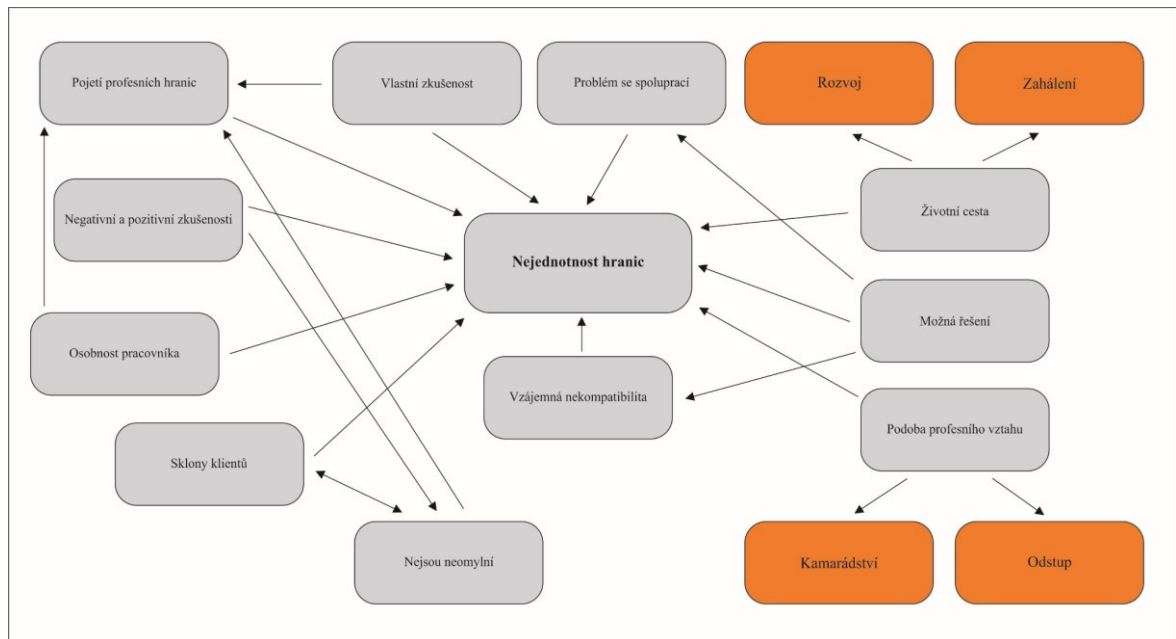 Pojetí profesních hranic
Vlastní zkušenost
Problém se spoluprací
Rozvoj
Zahálení
Negativní a pozitivní zkušenosti
Životní cesta
Nejednotnost hranic
Možná řešení
Osobnost pracovníka
Vzájemná nekompatibilita
Podoba profesního vztahu
Sklony klientů
Nejsou neomylní
Kamarádství
Odstup